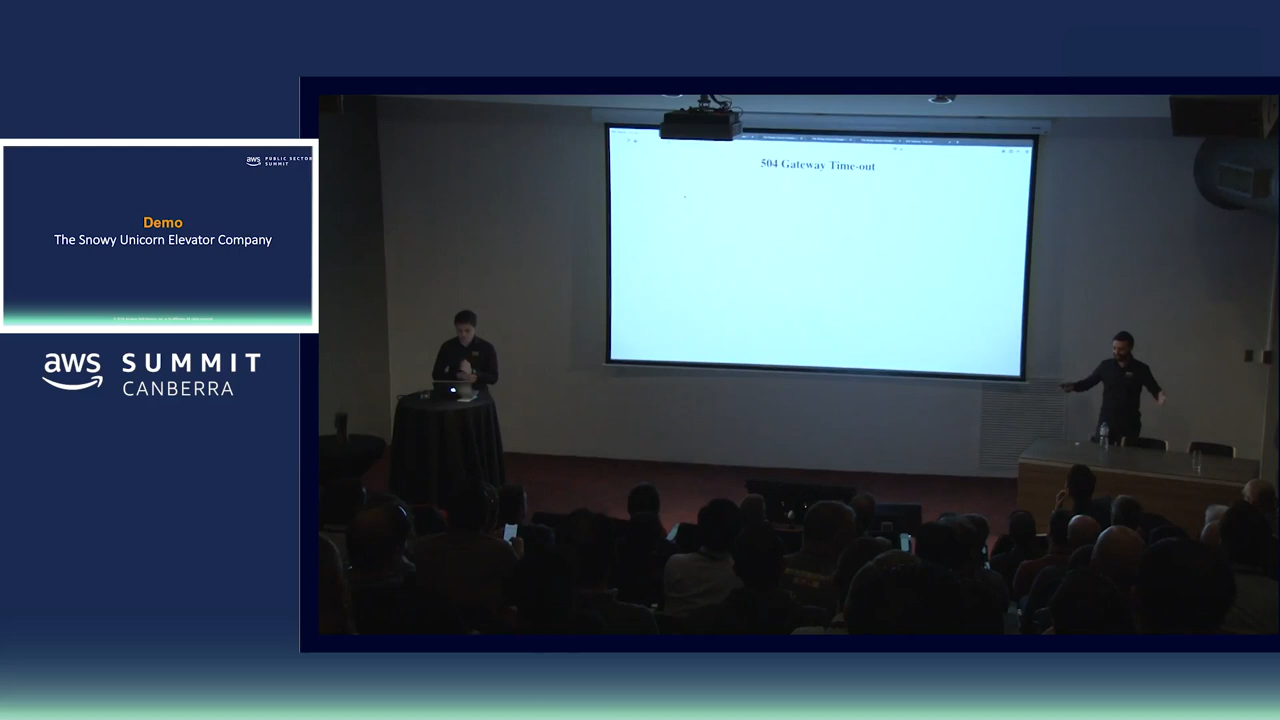 aws PUBLIC SECTOR
SUMMIT
Demo
The Snowy Unicorn Elevator Company
aws SUMMIT
CANBERRA
504 Gateway Time-out